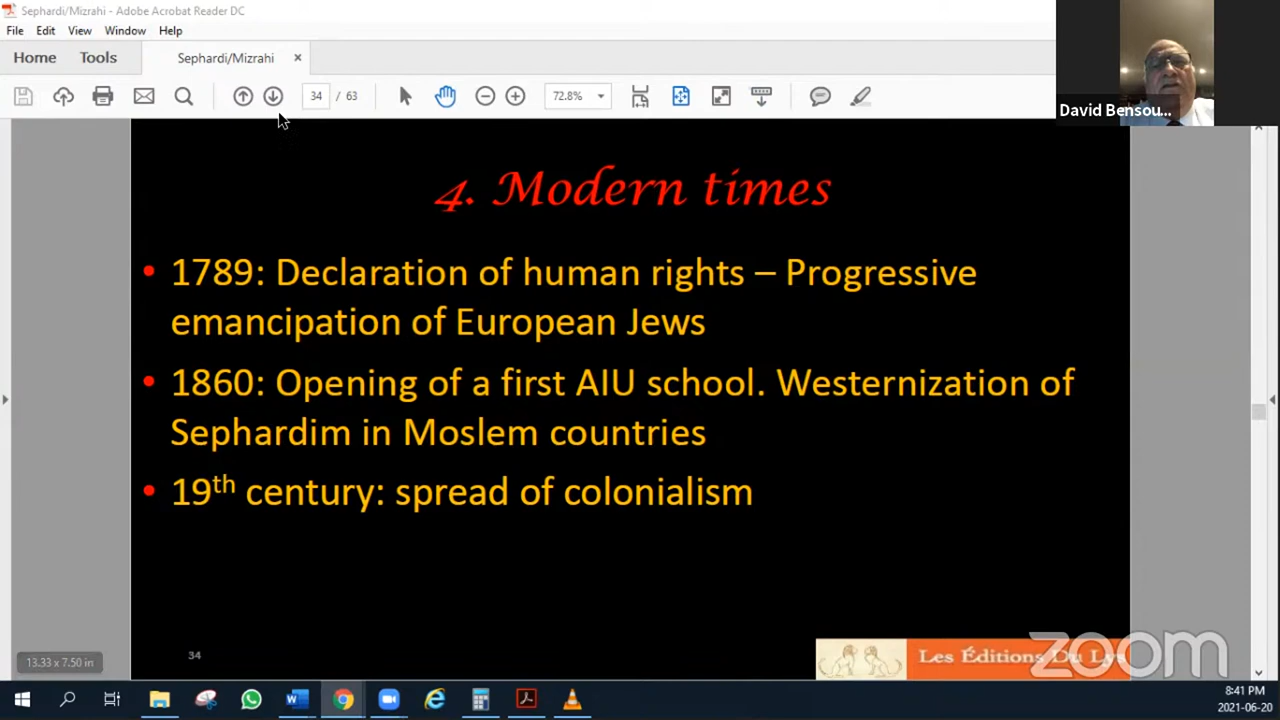 Sephardi/Mizrahi - Adobe Acrobat Reader DC
File Edit View Window Help
Home Tools Sephardi/Mizrahi ×
34 / 63 72.8%
David Bensou...
4. Modern times
• 1789: Declaration of human rights – Progressive
emancipation of European Jews
• 1860: Opening of a first AIU school. Westernization of
Sephardim in Moslem countries
• 19th century: spread of colonialism
13.33 x 7.50 in
34
Les Éditions Du Lys
zoom
8:41 PM
2021-06-20